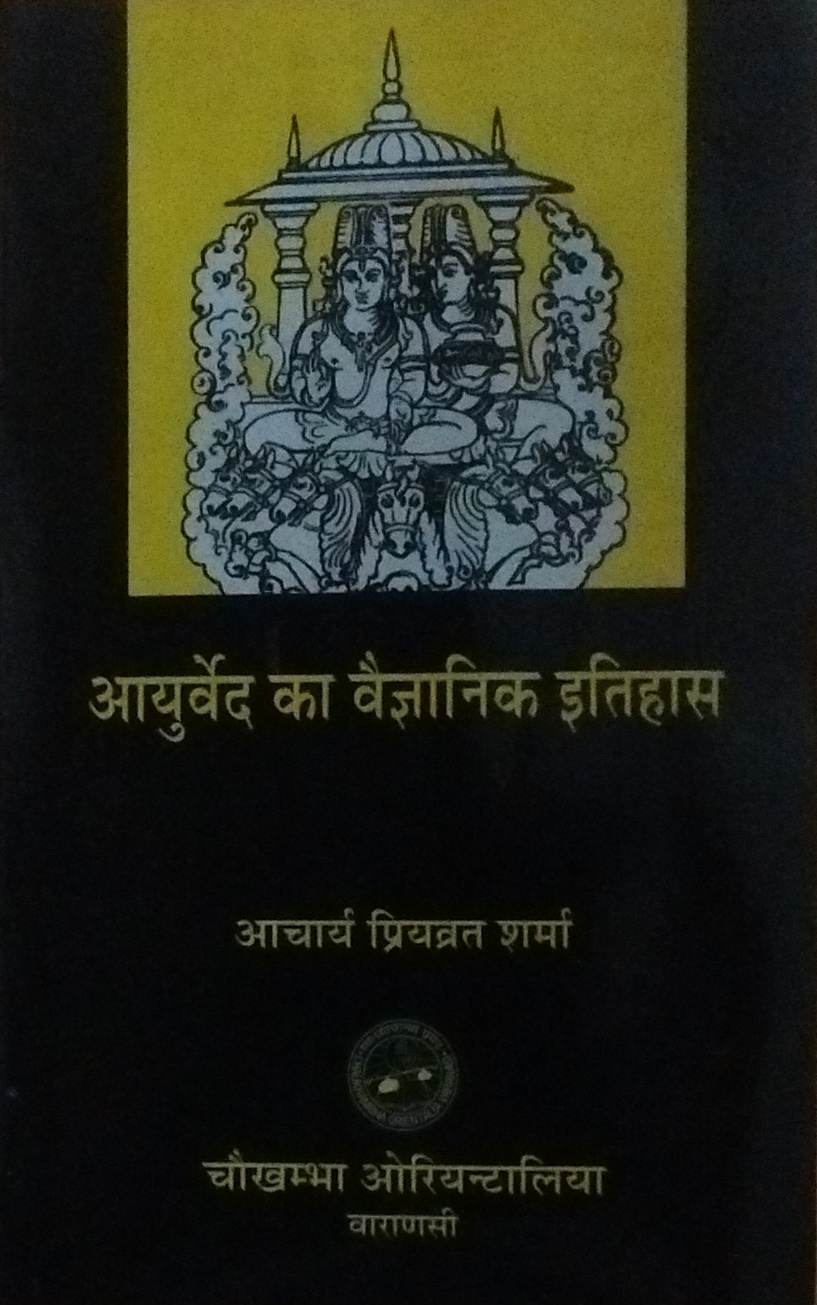 आयुर्वेद का वैज्ञानिक इतिहास
आचार्य प्रियव्रत शर्मा
चौखम्भा ओरियन्टालिया
वाराणसी